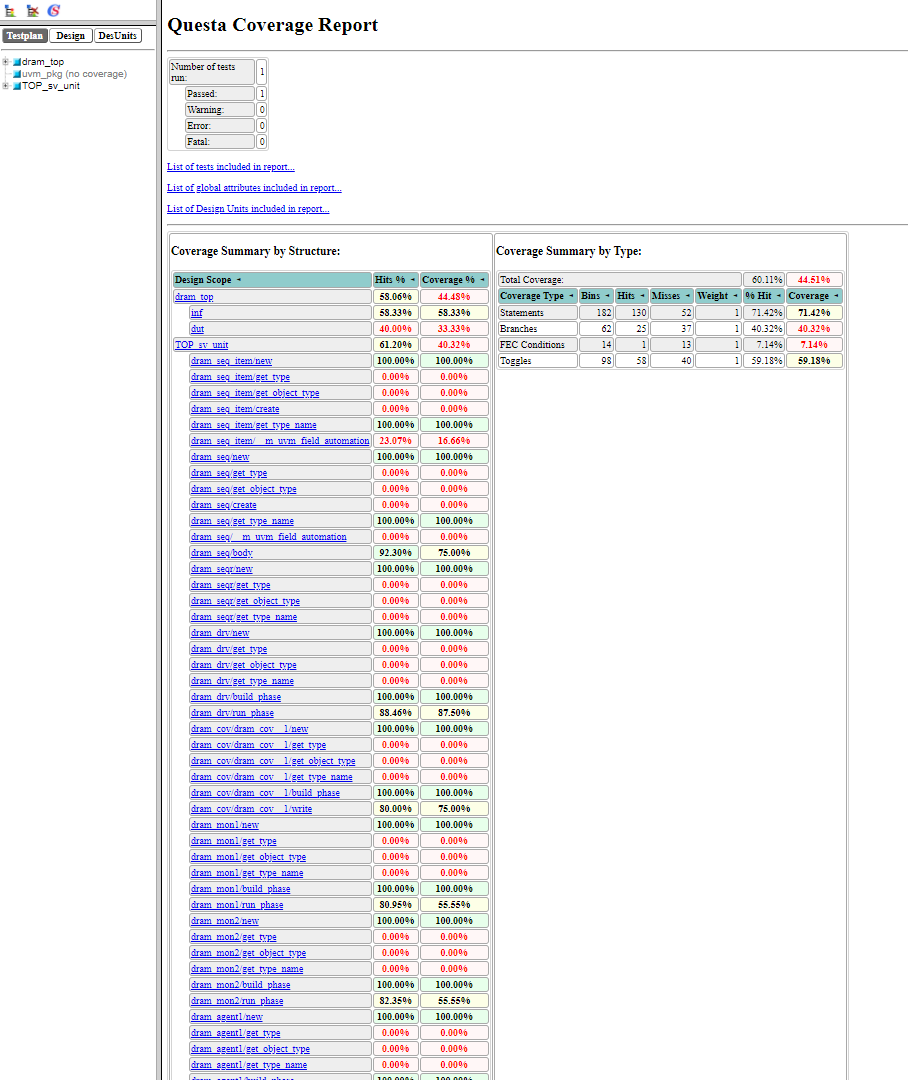 Questa Coverage Report
Testplan Design DesUnits
dram_top
uvm_pkg (no coverage)
TOP_sv_unit
Number of tests run: 1
Passed: 1
Warning: 0
Error: 0
Fatal: 0
List of tests included in report...
List of global attributes included in report...
List of Design Units included in report...
Coverage Summary by Structure:
Design Scope Hits % Coverage %
dram_top 58.06% 44.48%
inf 58.33% 58.33%
dut 40.00% 33.33%
TOP_sv_unit 61.20% 40.32%
dram_seq_item/new 100.00% 100.00%
dram_seq_item/get_type 0.00% 0.00%
dram_seq_item/get_object_type 0.00% 0.00%
dram_seq_item/create 0.00% 0.00%
dram_seq_item/get_type_name 100.00% 100.00%
dram_seq_item/__m_uvm_field_automation 23.07% 16.66%
dram_seq/new 100.00% 100.00%
dram_seq/get_type 0.00% 0.00%
dram_seq/get_object_type 0.00% 0.00%
dram_seq/create 0.00% 0.00%
dram_seq/get_type_name 100.00% 100.00%
dram_seq/__m_uvm_field_automation 0.00% 0.00%
dram_seq/body 92.30% 75.00%
dram_seqr/new 100.00% 100.00%
dram_seqr/get_type 0.00% 0.00%
dram_seqr/get_object_type 0.00% 0.00%
dram_seqr/get_type_name 0.00% 0.00%
dram_drv/new 100.00% 100.00%
dram_drv/get_type 0.00% 0.00%
dram_drv/get_object_type 0.00% 0.00%
dram_drv/get_type_name 0.00% 0.00%
dram_drv/build_phase 100.00% 100.00%
dram_drv/run_phase 88.46% 87.50%
dram_cov/dram_cov__1/new 100.00% 100.00%
dram_cov/dram_cov__1/get_type 0.00% 0.00%
dram_cov/dram_cov__1/get_object_type 0.00% 0.00%
dram_cov/dram_cov__1/get_type_name 0.00% 0.00%
dram_cov/dram_cov__1/build_phase 100.00% 100.00%
dram_cov/dram_cov__1/write 80.00% 75.00%
dram_mon1/new 100.00% 100.00%
dram_mon1/get_type 0.00% 0.00%
dram_mon1/get_object_type 0.00% 0.00%
dram_mon1/get_type_name 0.00% 0.00%
dram_mon1/build_phase 100.00% 100.00%
dram_mon1/run_phase 80.95% 55.55%
dram_mon2/new 100.00% 100.00%
dram_mon2/get_type 0.00% 0.00%
dram_mon2/get_object_type 0.00% 0.00%
dram_mon2/get_type_name 0.00% 0.00%
dram_mon2/build_phase 100.00% 100.00%
dram_mon2/run_phase 82.35% 55.55%
dram_agent1/new 100.00% 100.00%
dram_agent1/get_type 0.00% 0.00%
dram_agent1/get_object_type 0.00% 0.00%
dram_agent1/get_type_name 0.00% 0.00%
dram_agent1/build_phase 100.00% 100.00%
Coverage Summary by Type:
Total Coverage: 60.11% 44.51%
Coverage Type Bins Hits Misses Weight % Hit Coverage
Statements 182 130 52 1 71.42% 71.42%
Branches 62 25 37 1 40.32% 40.32%
FEC Conditions 14 1 13 1 7.14% 7.14%
Toggles 98 58 40 1 59.18% 59.18%